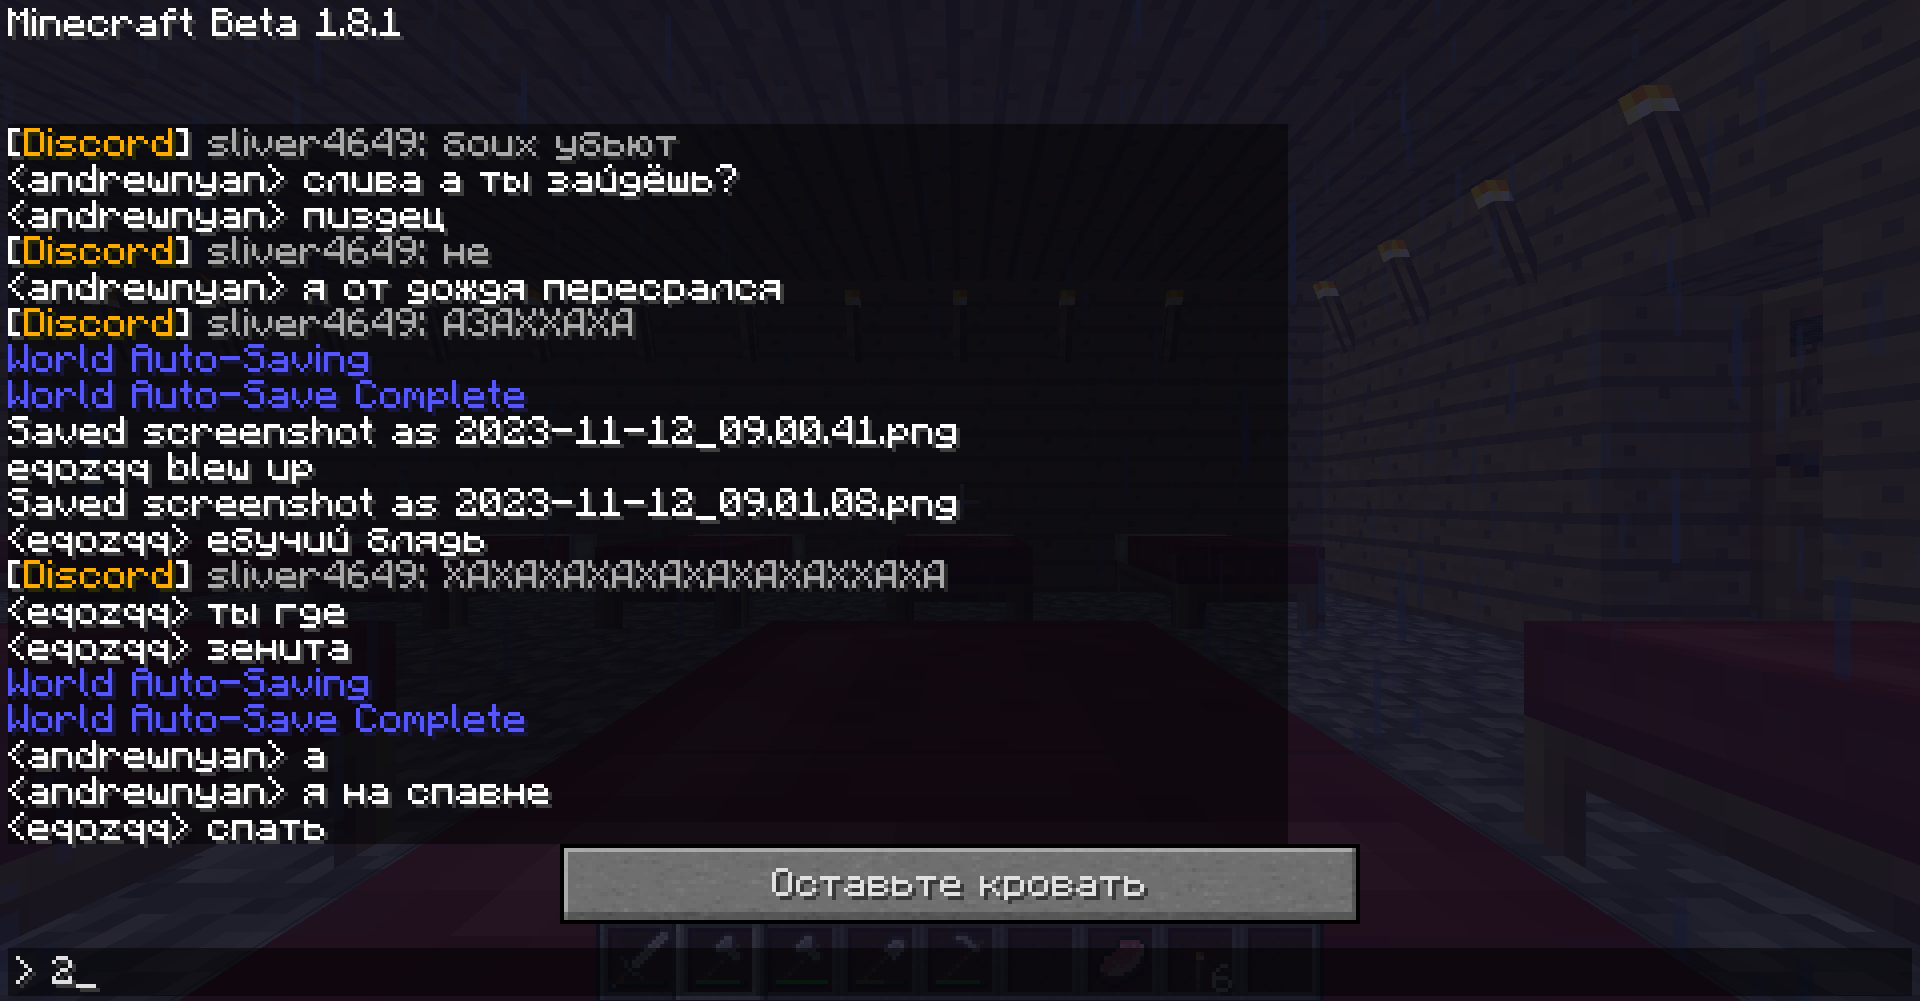 Minecraft Beta 1.8.1
[Discord] sliver4649: боих убьют
<andrewnyan> слива а ты зайдёшь?
<andrewnyan> пиздец
[Discord] sliver4649: не
<andrewnyan> я от дождя пересрался
[Discord] sliver4649: АЗАХХАХА
World Auto-Saving
World Auto-Save Complete
Saved screenshot as 2023-11-12_09.00.41.png
eqozqq blew up
Saved screenshot as 2023-11-12_09.01.08.png
<eqozqq> ебучий блядь
[Discord] sliver4649: ХАХАХАХАХАХАХАХАХХАХА
<eqozqq> ты где
<eqozqq> зенита
World Auto-Saving
World Auto-Save Complete
<andrewnyan> а
<andrewnyan> я на спавне
<eqozqq> спать
Оставьте кровать
6
> 2_